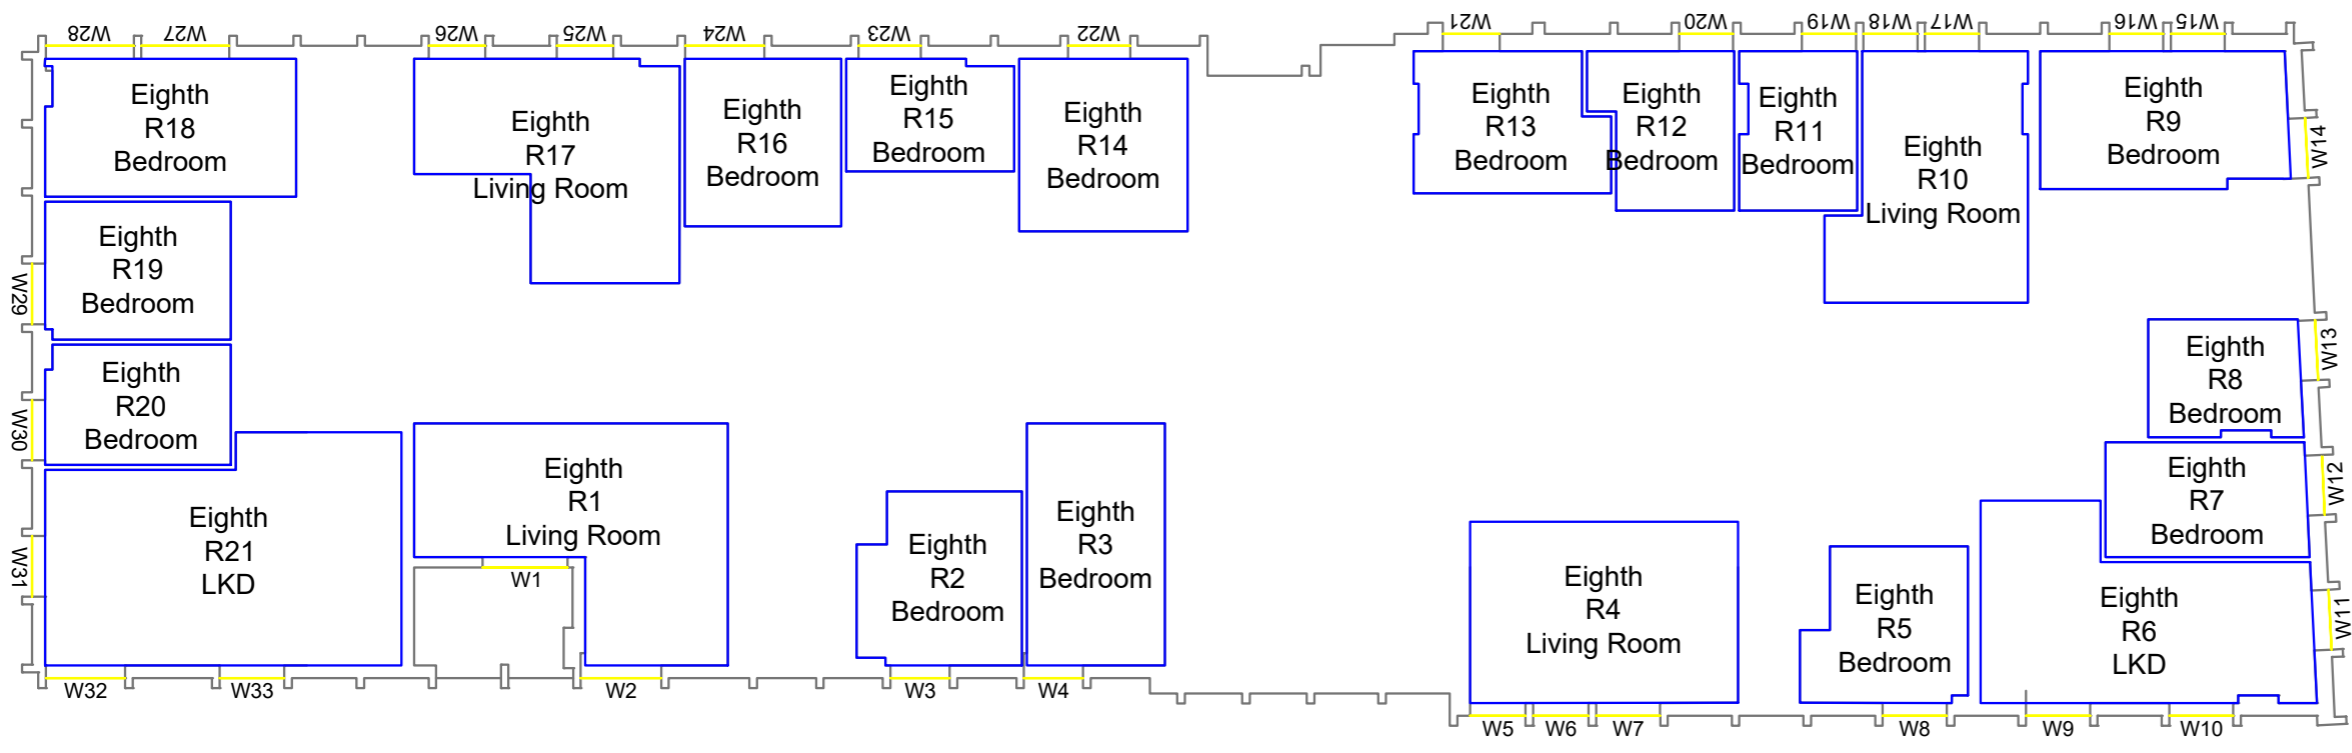 W28
W27
W26
W25
W24
W23
W22
W21
W20
W19
W18
W17
W16
W15
Eighth
R18
Bedroom
Eighth
R17
Living Room
Eighth
R16
Bedroom
Eighth
R15
Bedroom
Eighth
R14
Bedroom
Eighth
R13
Bedroom
Eighth
R12
Bedroom
Eighth
R11
Bedroom
Eighth
R10
Living Room
Eighth
R9
Bedroom
W14
Eighth
R19
Bedroom
W29
Eighth
R8
Bedroom
W13
Eighth
R20
Bedroom
W30
Eighth
R7
Bedroom
W12
Eighth
R21
LKD
W31
Eighth
R1
Living Room
W1
Eighth
R2
Bedroom
Eighth
R3
Bedroom
Eighth
R4
Living Room
Eighth
R5
Bedroom
Eighth
R6
LKD
W11
W32
W33
W2
W3
W4
W5
W6
W7
W8
W9
W10